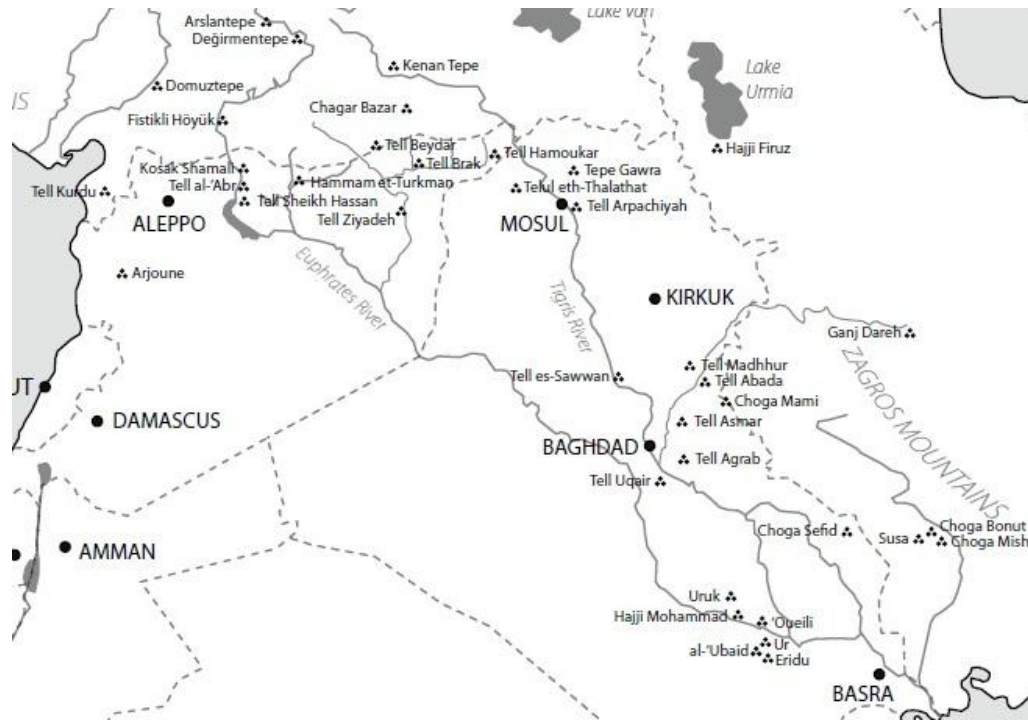 Lake Van
Arslantepe
Değirmentepe
Kenan Tepe
Lake
Urmia
Domuztepe
IS
Chagar Bazar
Fistikli Höyük
Tell Beydar
Hajji Firuz
Tell Hamoukar
Tell Brak
Kosak Shamali
Tepe Gawra
Hammam et-Turkman
Tell al-'Abr
Telul eth-Thalathat
Tell Kurdu
Tell Sheikh Hassan
Tell Arpachiyah
Tell Ziyadeh
ALEPPO
MOSUL
Arjoune
Euphrates River
Tigris River
KIRKUK
Ganj Dareh
Tell Madhhur
ZAGROS MOUNTAINS
Tell es-Sawwan
Tell Abada
UT
Choga Mami
DAMASCUS
Tell Asmar
BAGHDAD
Tell Agrab
Tell Uqair
Choga Bonut
Choga Sefid
Susa
Choga Mish
AMMAN
Uruk
Hajji Mohammad
'Oueili
Ur
al-'Ubaid
Eridu
BASRA